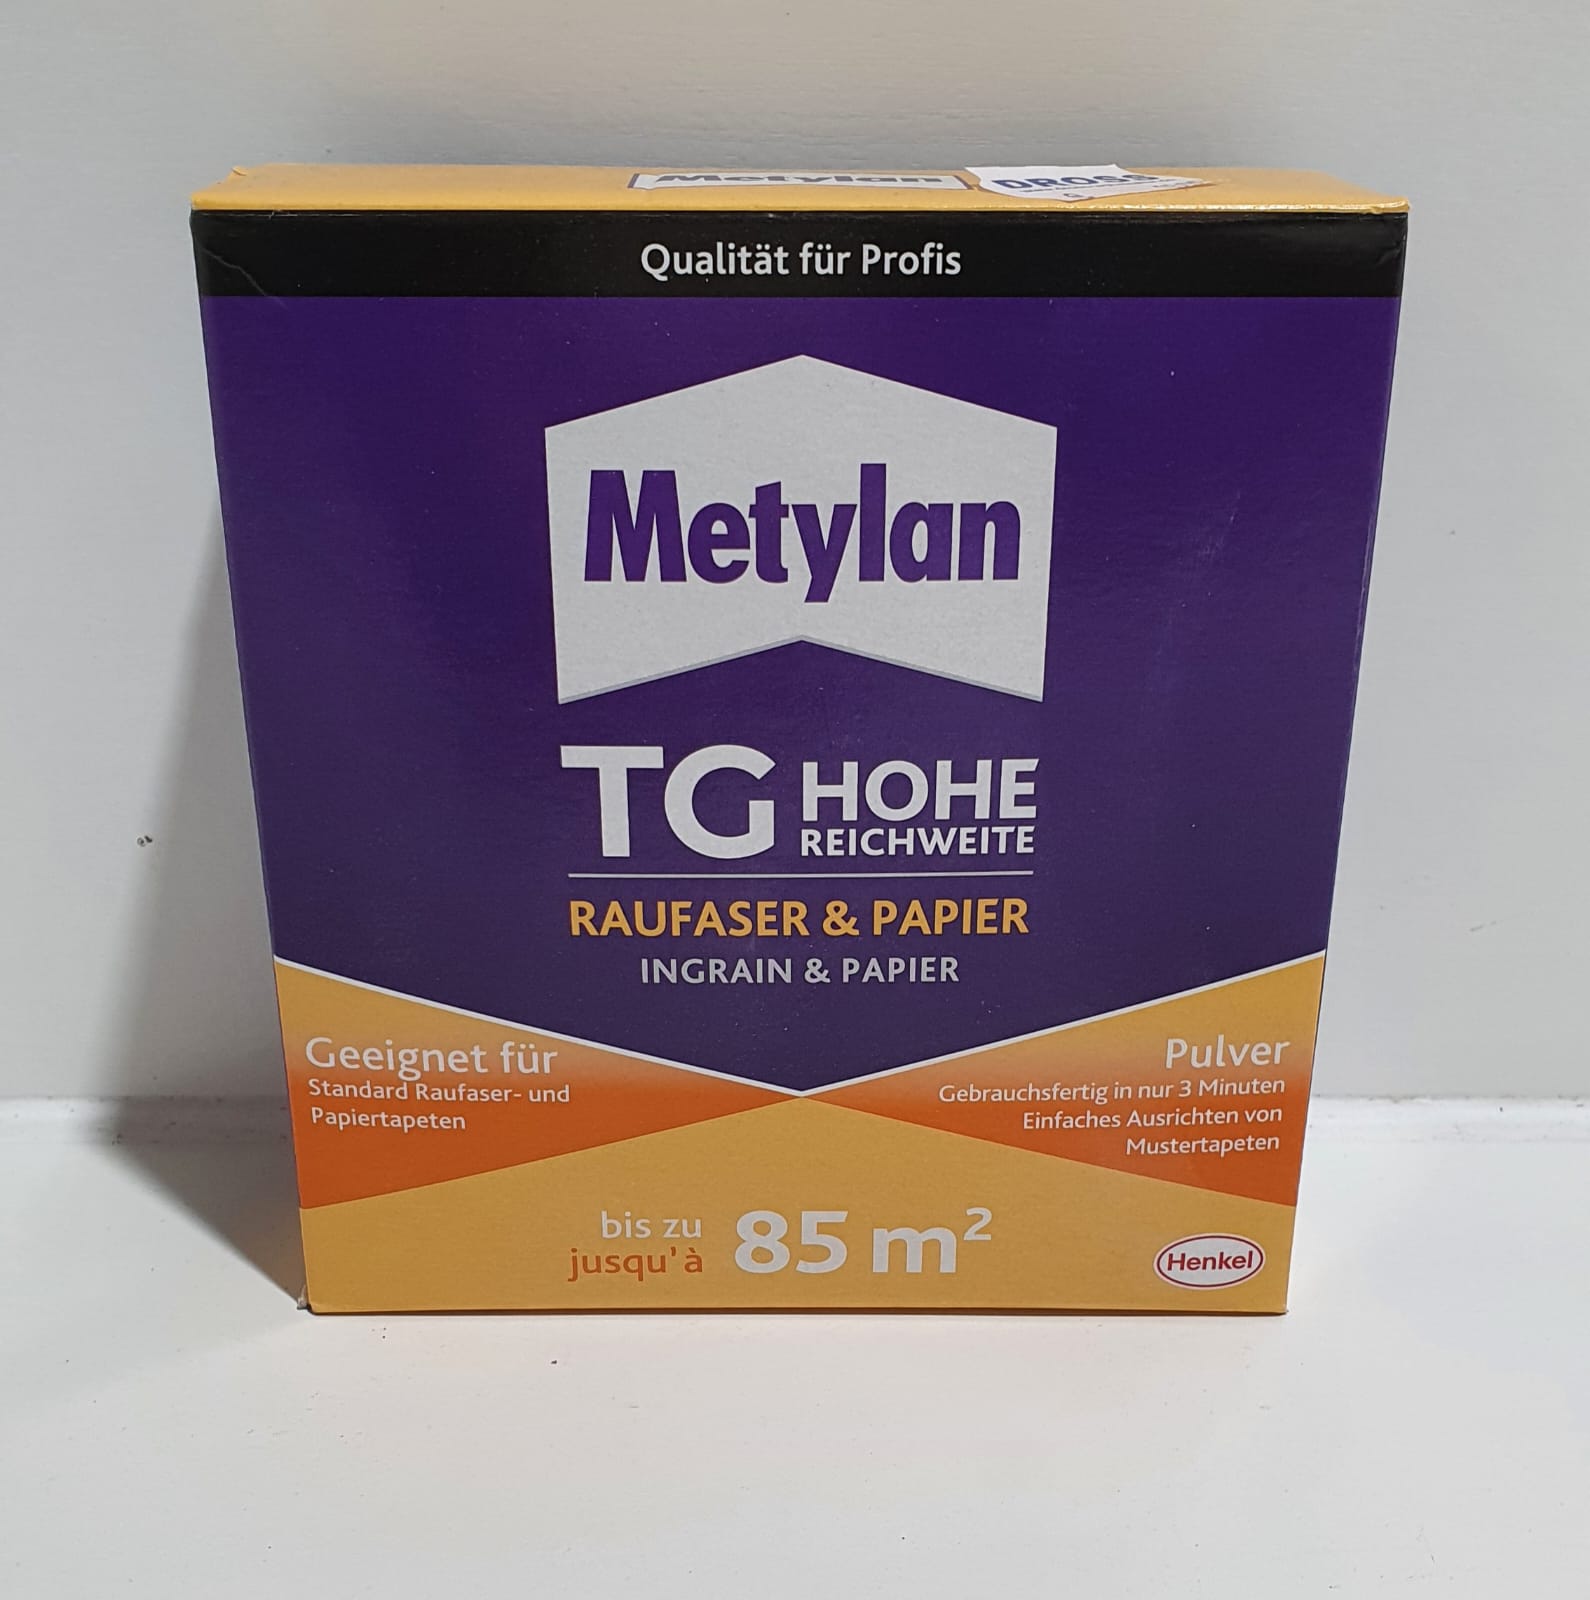 Metylan
DROSS
Qualität für Profis
Metylan
TG HOHE
REICHWEITE
RAUFASER & PAPIER
INGRAIN & PAPIER
Geeignet für
Standard Raufaser- und
Papiertapeten
Pulver
Gebrauchsfertig in nur 3 Minuten
Einfaches Ausrichten von
Mustertapeten
bis zu
jusqu'à
85 m²
Henkel